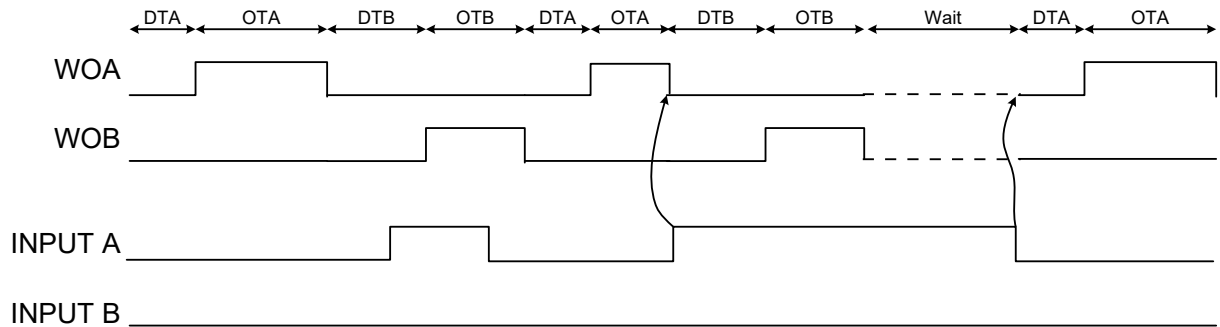 DTA OTA DTB OTB DTA OTA DTB OTB Wait DTA OTA
WOA
WOB
INPUT A
INPUT B